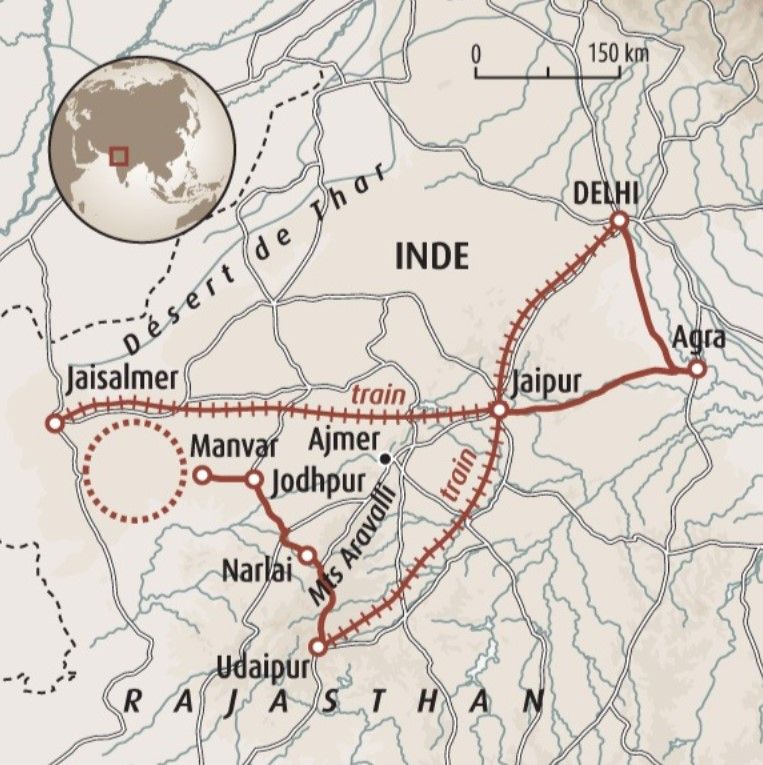 0 150 km
DELHI
Désert de Thar
INDE
Agra
Jaisalmer
train
Jaipur
Manvar
Ajmer
Jodhpur
train
Mts Aravalli
Narlai
Udaipur
RAJASTHAN